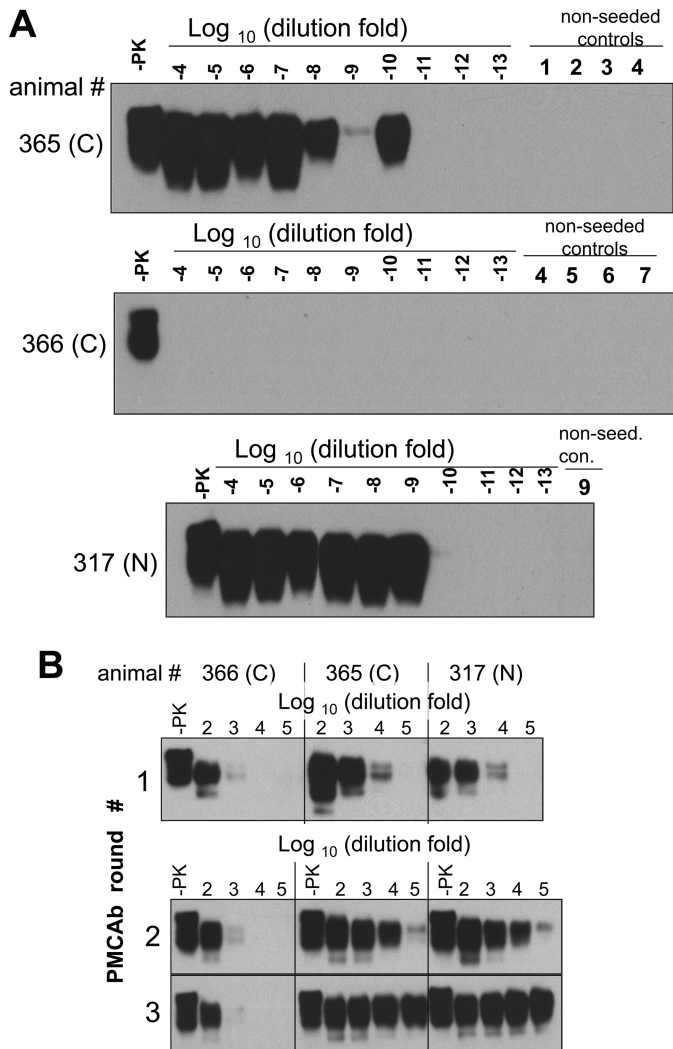 A
Log 10 (dilution fold)
non-seeded controls
-PK -4 -5 -6 -7 -8 -9 -10 -11 -12 -13 1 2 3 4
animal #
365 (C)
Log 10 (dilution fold)
non-seeded controls
-PK -4 -5 -6 -7 -8 -9 -10 -11 -12 -13 4 5 6 7
366 (C)
Log 10 (dilution fold)
non-seed. con.
-PK -4 -5 -6 -7 -8 -9 -10 -11 -12 -13 9
317 (N)
B
animal # 366 (C) 365 (C) 317 (N)
Log 10 (dilution fold)
-PK 2 3 4 5 2 3 4 5 2 3 4 5
1
PMCAb round #
Log 10 (dilution fold)
-PK 2 3 4 5 -PK 2 3 4 5 -PK 2 3 4 5
2
3